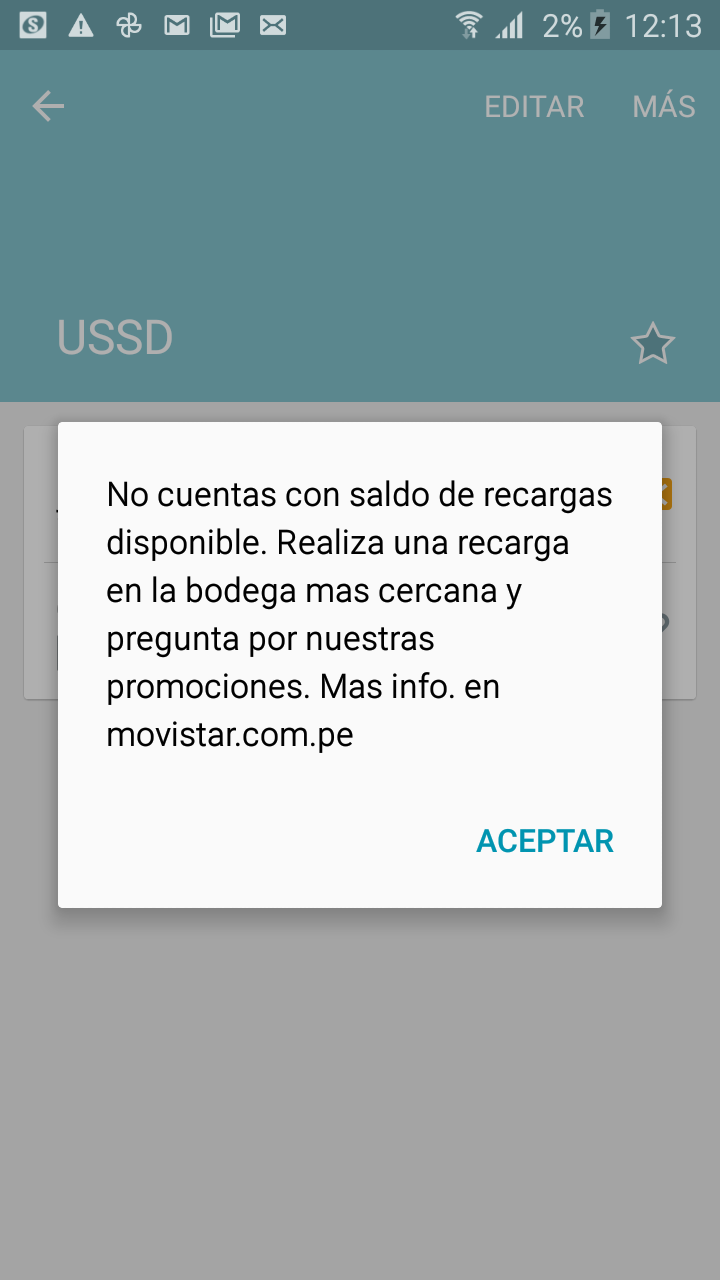 2% 12:13
EDITAR MÁS
USSD
No cuentas con saldo de recargas
disponible. Realiza una recarga
en la bodega mas cercana y
pregunta por nuestras
promociones. Mas info. en
movistar.com.pe
ACEPTAR